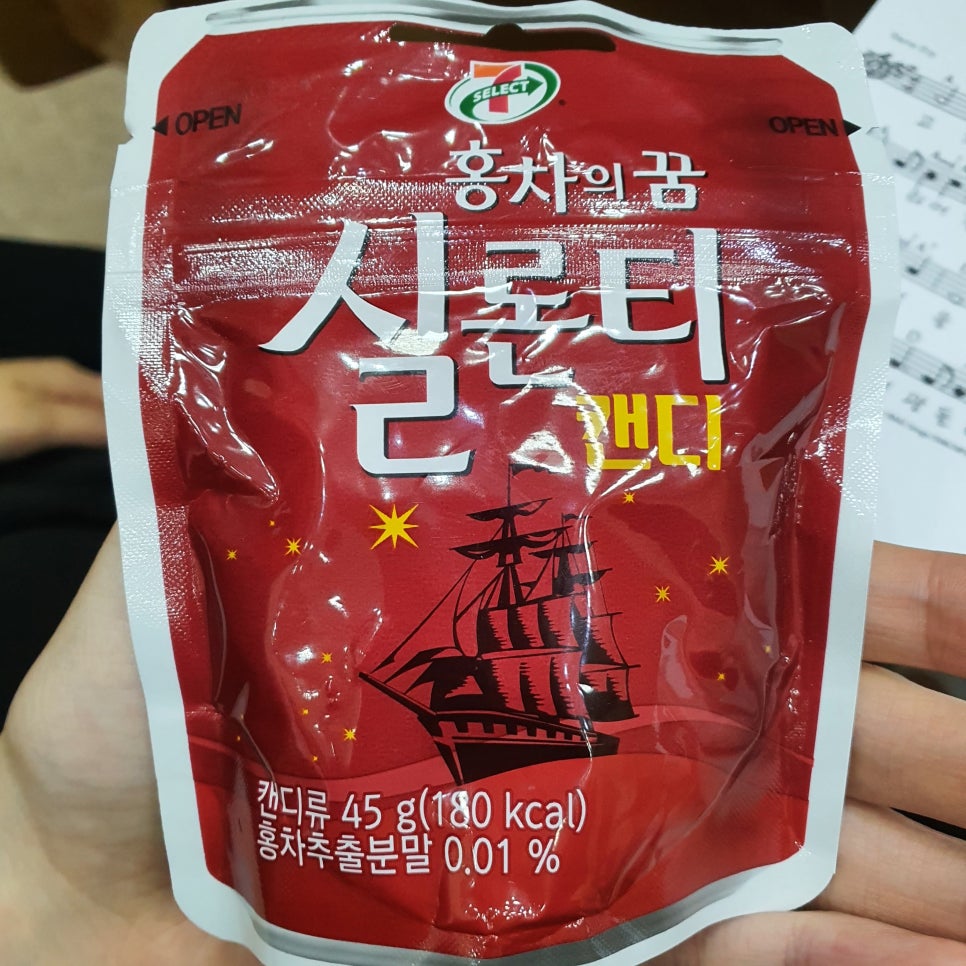 7
SELECT
OPEN
OPEN
홍차의 꿈
실론티
캔디
캔디류 45 g(180 kcal)
홍차추출분말 0.01 %